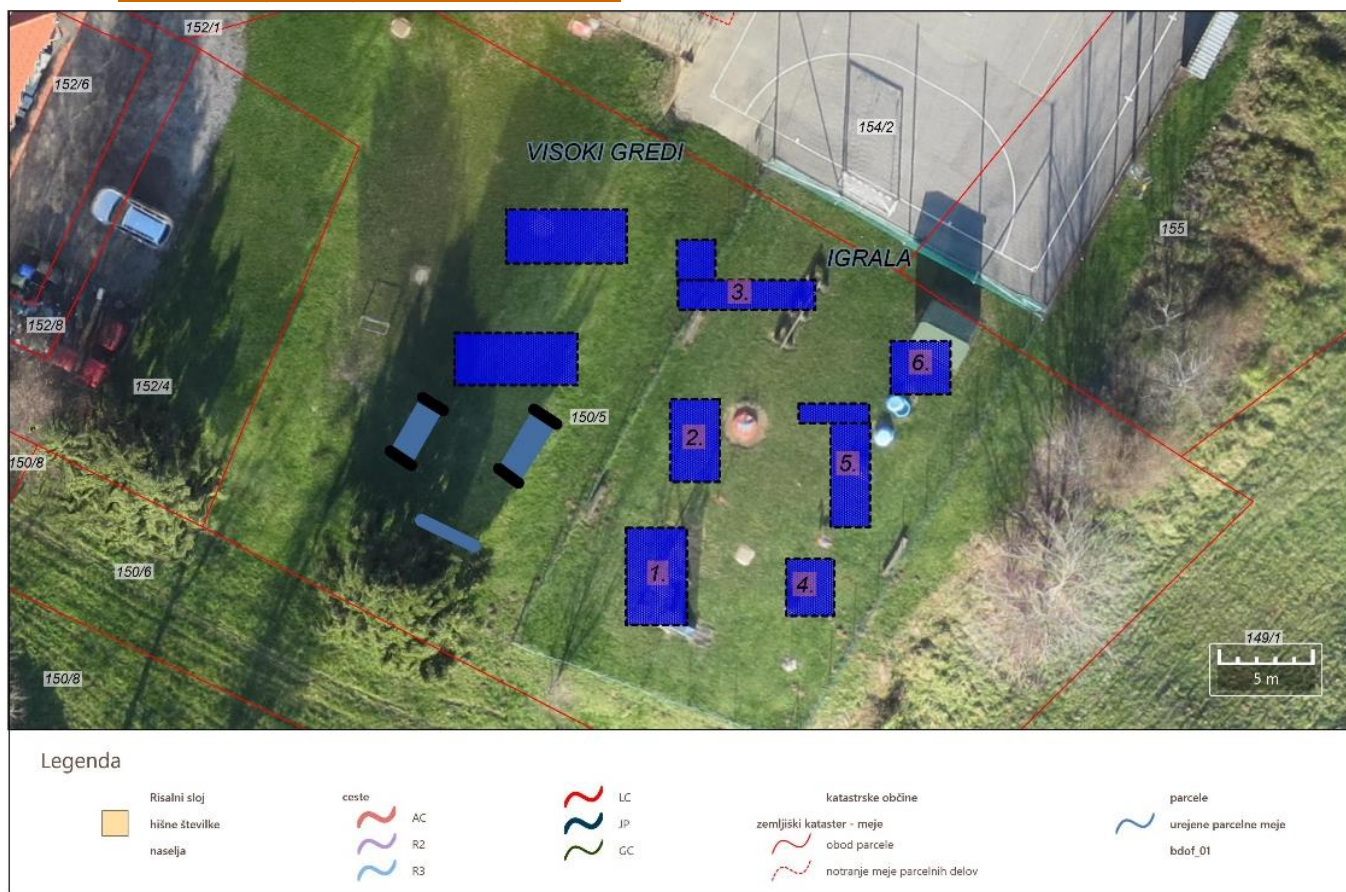 152/1
152/6
154/2
VISOKI GREDI
155
IGRALA
3.
152/8
6.
152/4
150/5
2.
150/8
5.
150/6
1.
4.
149/1
150/8
5 m
Legenda
Risalni sloj
hišne številke
naselja
ceste
AC
R2
R3
LC
JP
GC
katastrske občine
zemljiški kataster - meje
obod parcele
notranje meje parcelnih delov
parcele
urejene parcelne meje
bdof_01